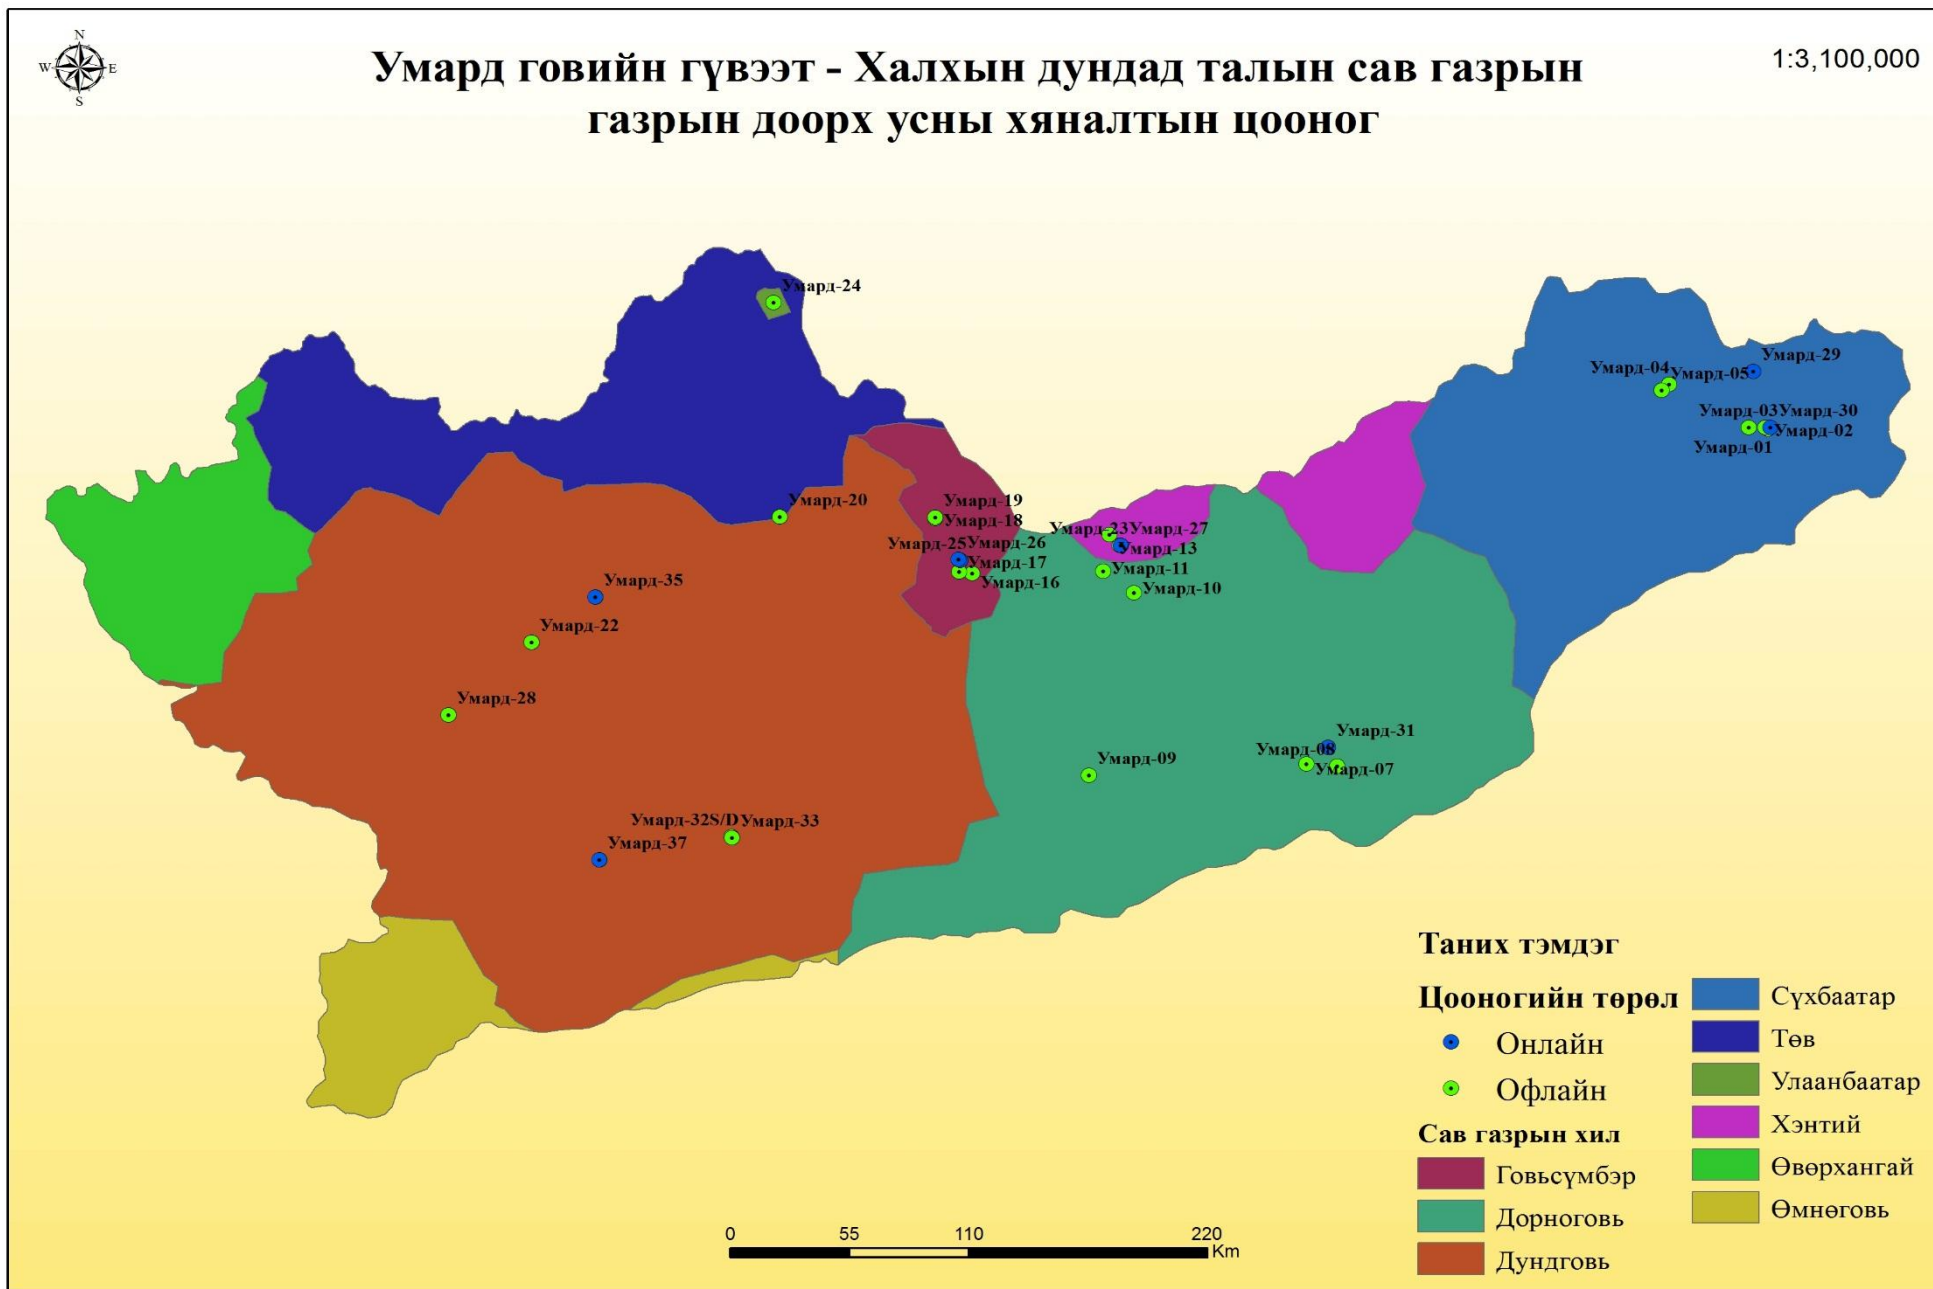 N
W E
S
Умард говийн гүвээт - Халхын дундад талын сав газрын
газрын доорх усны хяналтын цооног
1:3,100,000
Умард-24
Умард-29
Умард-04
Умард-05
Умард-03 Умард-30
Умард-02
Умард-01
Умард-20
Умард-19
Умард-18
Умард-23 Умард-27
Умард-25 Умард-26
Умард-13
Умард-17
Умард-11
Умард-16
Умард-10
Умард-35
Умард-22
Умард-28
Умард-31
Умард-08
Умард-09
Умард-07
Умард-32S/D Умард-33
Умард-37
Таних тэмдэг
Цооногийн төрөл
Онлайн
Офлайн
Сав газрын хил
Говьсүмбэр
Дорноговь
Дундговь
Сүхбаатар
Төв
Улаанбаатар
Хэнтий
Өвөрхангай
Өмнөговь
0 55 110 220
Km